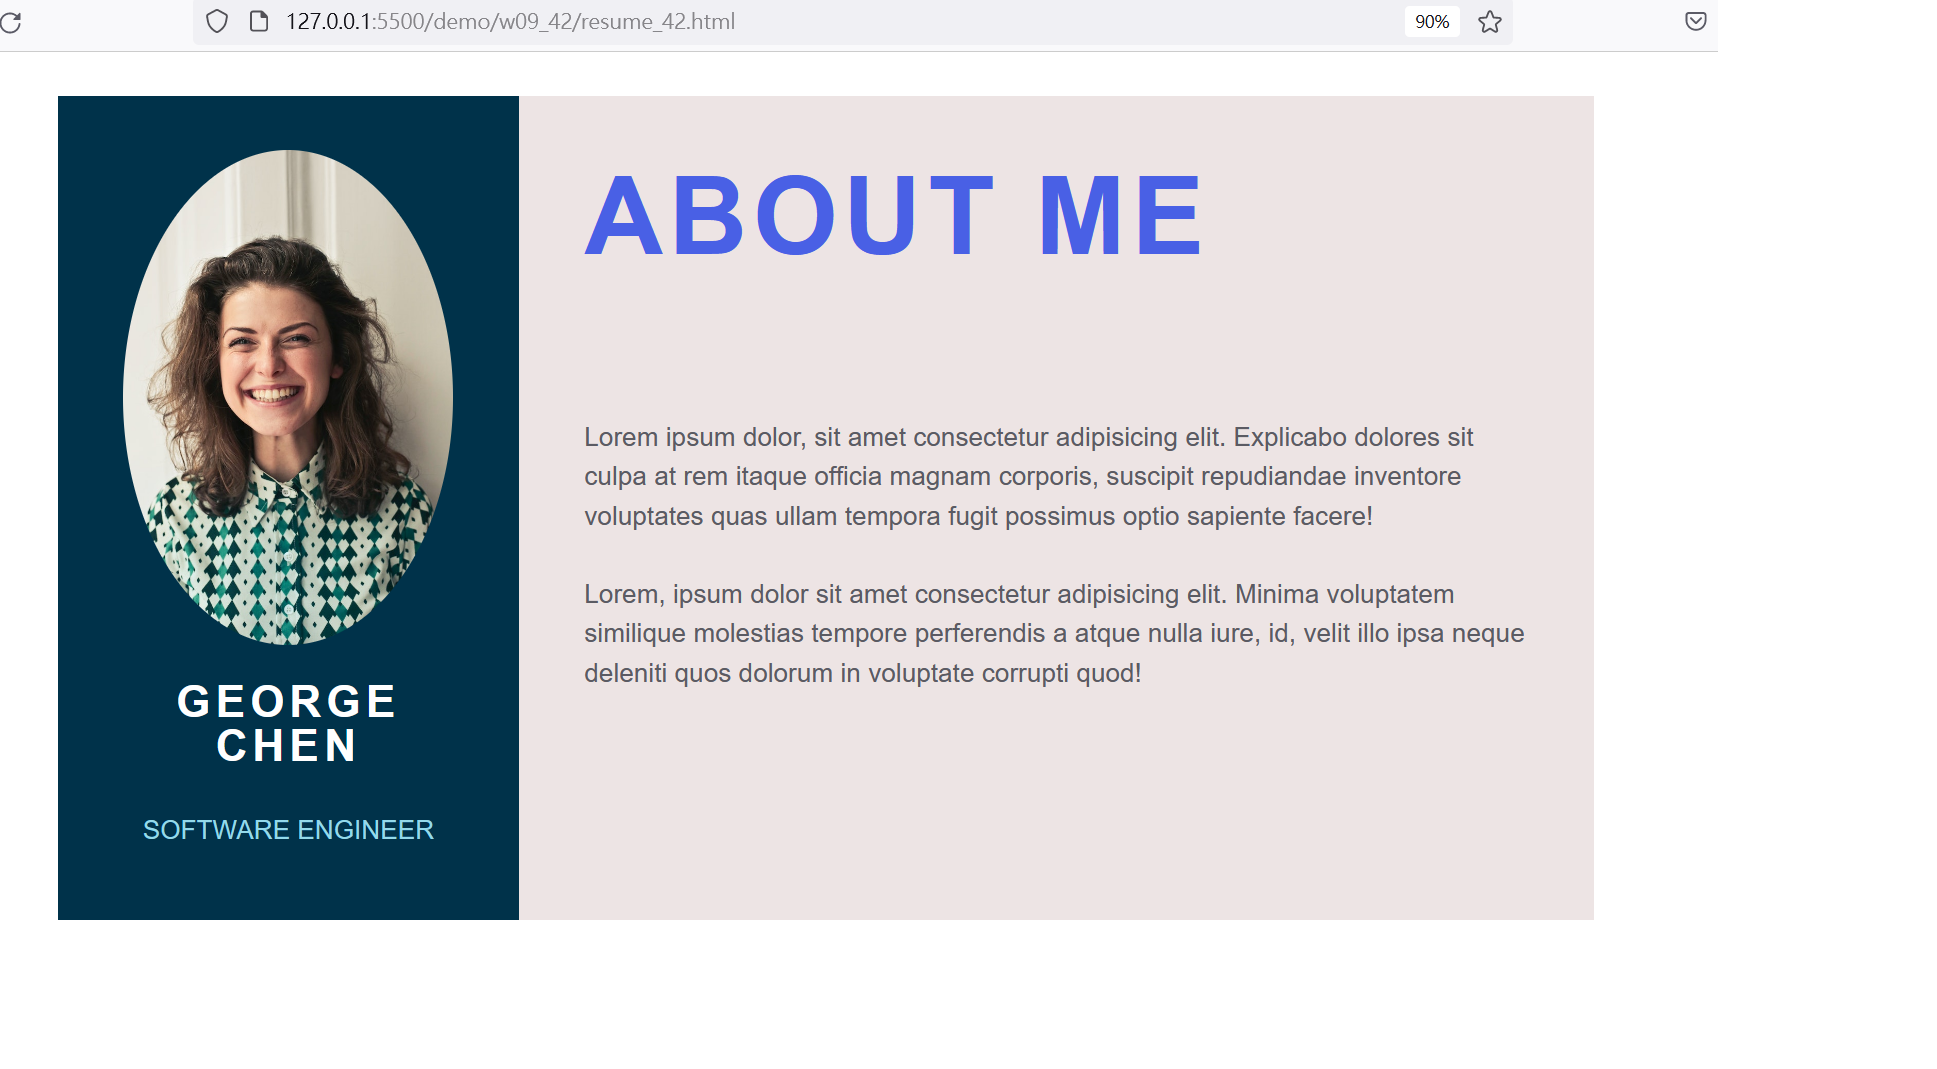 127.0.0.1:5500/demo/w09_42/resume_42.html
90%
ABOUT ME
Lorem ipsum dolor, sit amet consectetur adipisicing elit. Explicabo dolores sit
culpa at rem itaque officia magnam corporis, suscipit repudiandae inventore
voluptates quas ullam tempora fugit possimus optio sapiente facere!
Lorem, ipsum dolor sit amet consectetur adipisicing elit. Minima voluptatem
similique molestias tempore perferendis a atque nulla iure, id, velit illo ipsa neque
deleniti quos dolorum in voluptate corrupti quod!
GEORGE
CHEN
SOFTWARE ENGINEER